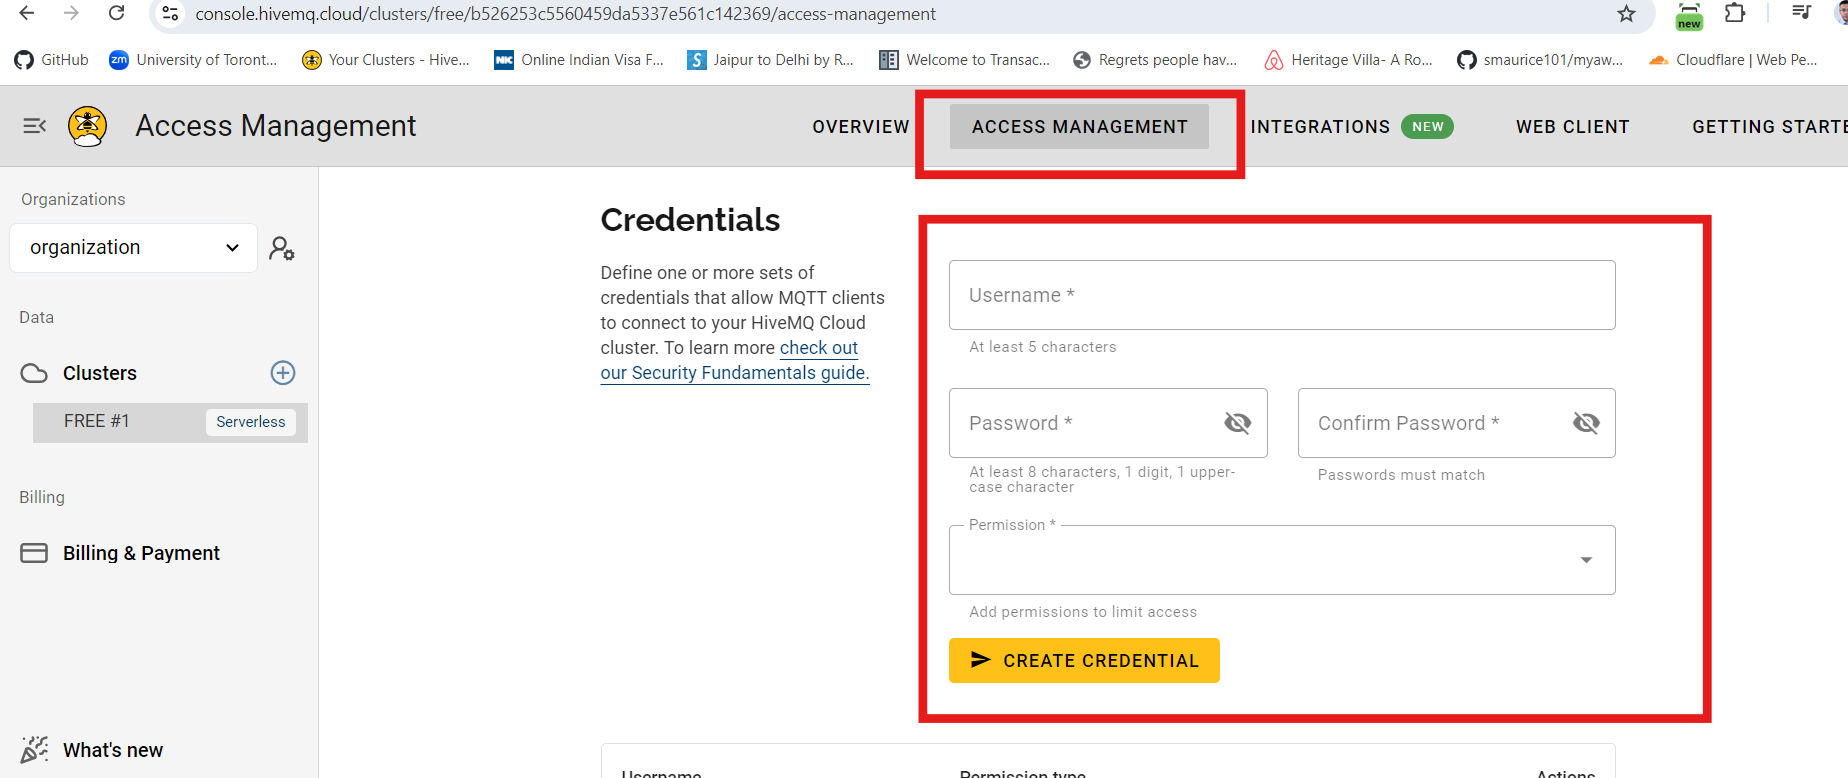 console.hivemq.cloud/clusters/free/b526253c5560459da5337e561c142369/access-management
new
GitHub
zm
University of Toront...
Your Clusters - Hive...
NK
Online Indian Visa F...
Jaipur to Delhi by R...
Welcome to Transac...
Regrets people hav...
Heritage Villa- A Ro...
smaurice101/myaw...
Cloudflare | Web Pe...
Access Management
OVERVIEW
ACCESS MANAGEMENT
INTEGRATIONS
NEW
WEB CLIENT
GETTING STARTE
Organizations
organization
Data
Clusters
FREE #1
Serverless
Billing
Billing & Payment
What's new
Credentials
Define one or more sets of
credentials that allow MQTT clients
to connect to your HiveMQ Cloud
cluster. To learn more check out
our Security Fundamentals guide.
Username *
At least 5 characters
Password *
At least 8 characters, 1 digit, 1 upper-
case character
Confirm Password *
Passwords must match
Permission *
Add permissions to limit access
CREATE CREDENTIAL
Username
Permission type
Actions